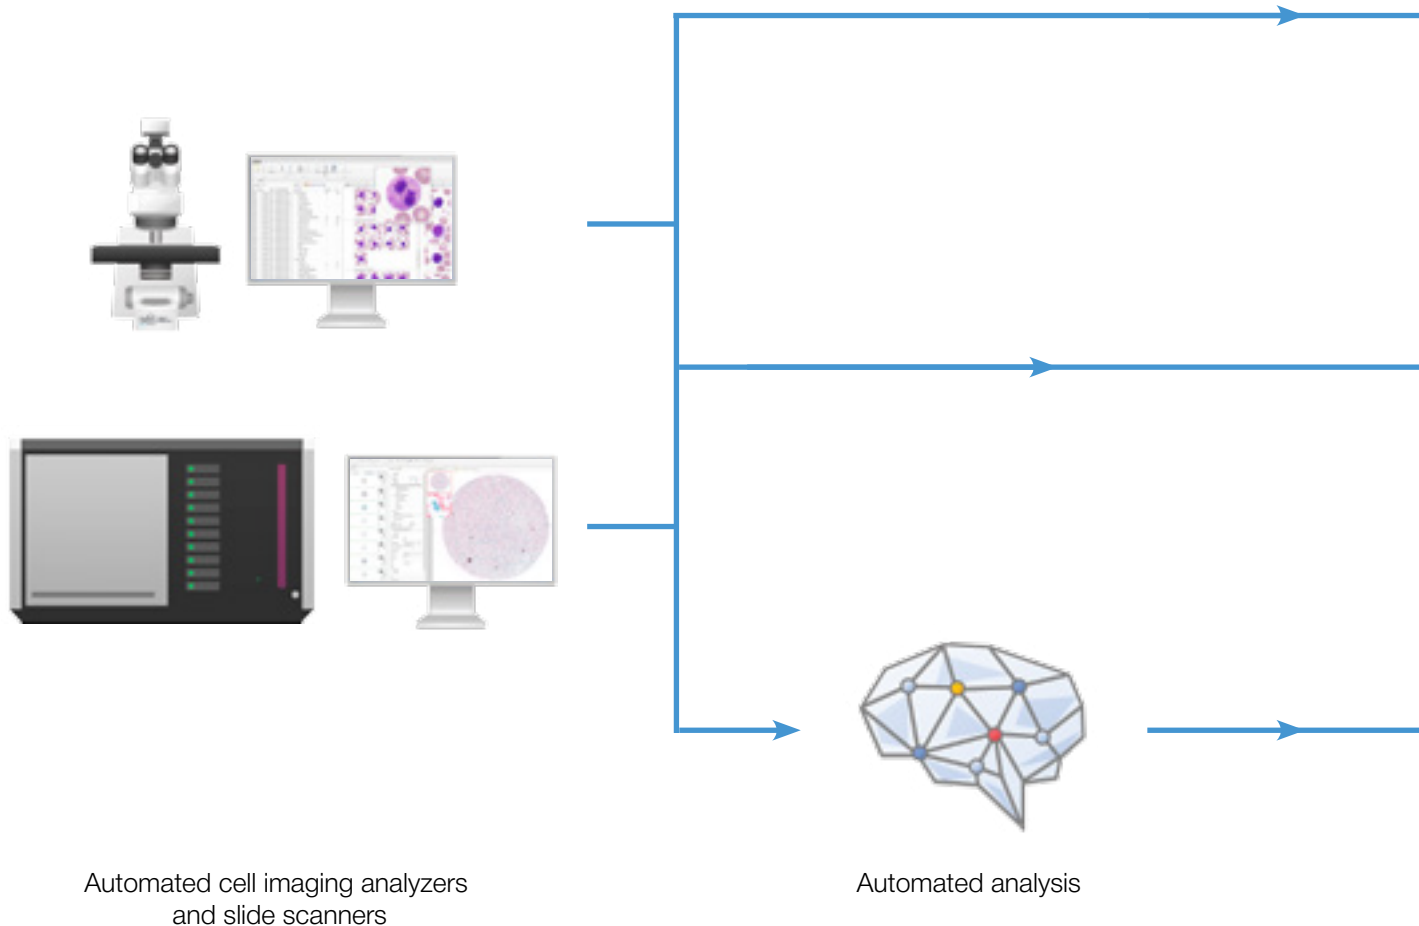 Automated cell imaging analyzers
and slide scanners
Automated analysis